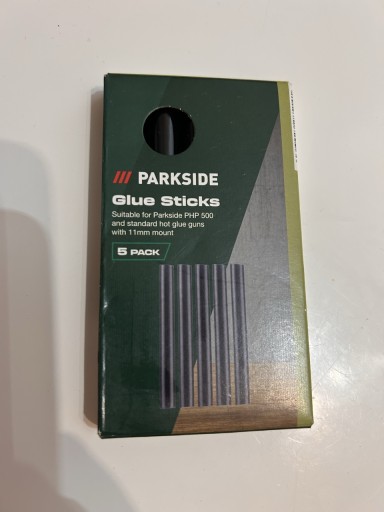 PARKSIDE
Glue Sticks
Suitable for Parkside PHP 500
and standard hot glue guns
with 11mm mount
5 PACK